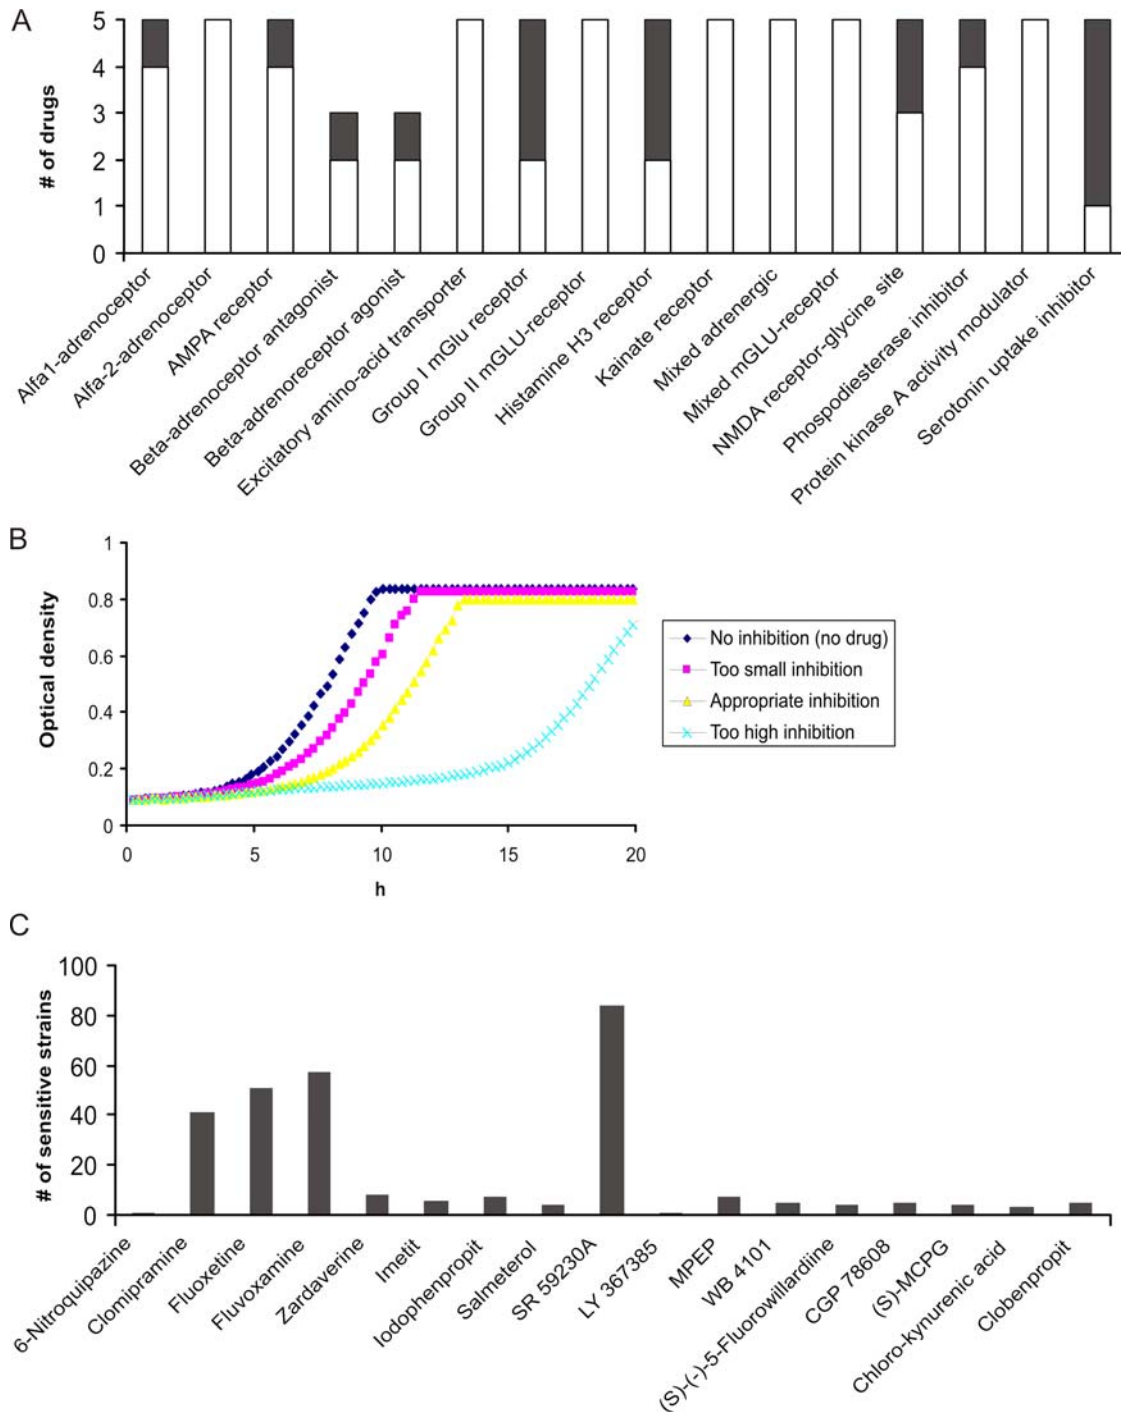 A
# of drugs
5
4
3
2
1
0
Alfa1-adrenoceptor
Alfa-2-adrenoceptor
AMPA receptor
Beta-adrenoceptor antagonist
Beta-adrenoreceptor agonist
Excitatory amino-acid transporter
Group I mGlu receptor
Group II mGLU-receptor
Histamine H3 receptor
Kainate receptor
Mixed adrenergic
Mixed mGLU-receptor
NMDA receptor-glycine site
Phospodiesterase inhibitor
Protein kinase A activity modulator
Serotonin uptake inhibitor
B
Optical density
1
0.8
0.6
0.4
0.2
0
0 5 10 15 20
h
No inhibition (no drug)
Too small inhibition
Appropriate inhibition
Too high inhibition
C
# of sensitive strains
100
80
60
40
20
0
6-Nitroquipazine
Clomipramine
Fluoxetine
Fluvoxamine
Zardaverine
Imetit
Iodophenpropit
Salmeterol
SR 59230A
LY 367385
MPEP
WB 4101
(S)-(-)-5-Fluorowillardiine
CGP 78608
(S)-MCPG
Chloro-kynurenic acid
Clobenpropit